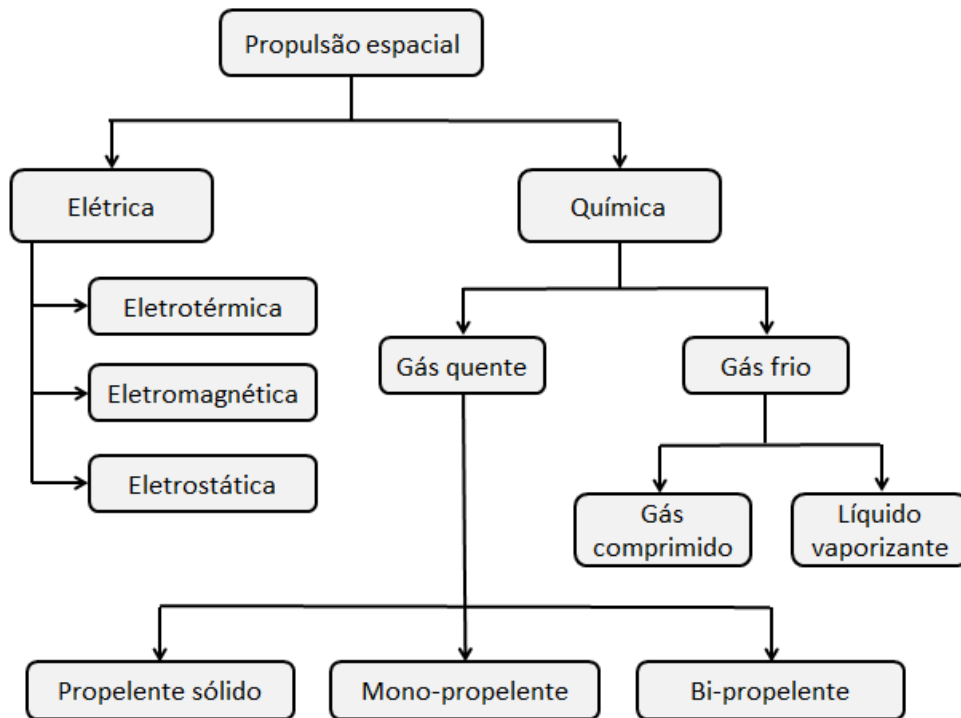 Propulsão espacial
Elétrica
Química
Eletrotérmica
Eletromagnética
Eletrostática
Gás quente
Gás frio
Gás
comprimido
Líquido
vaporizante
Propelente sólido
Mono-propelente
Bi-propelente